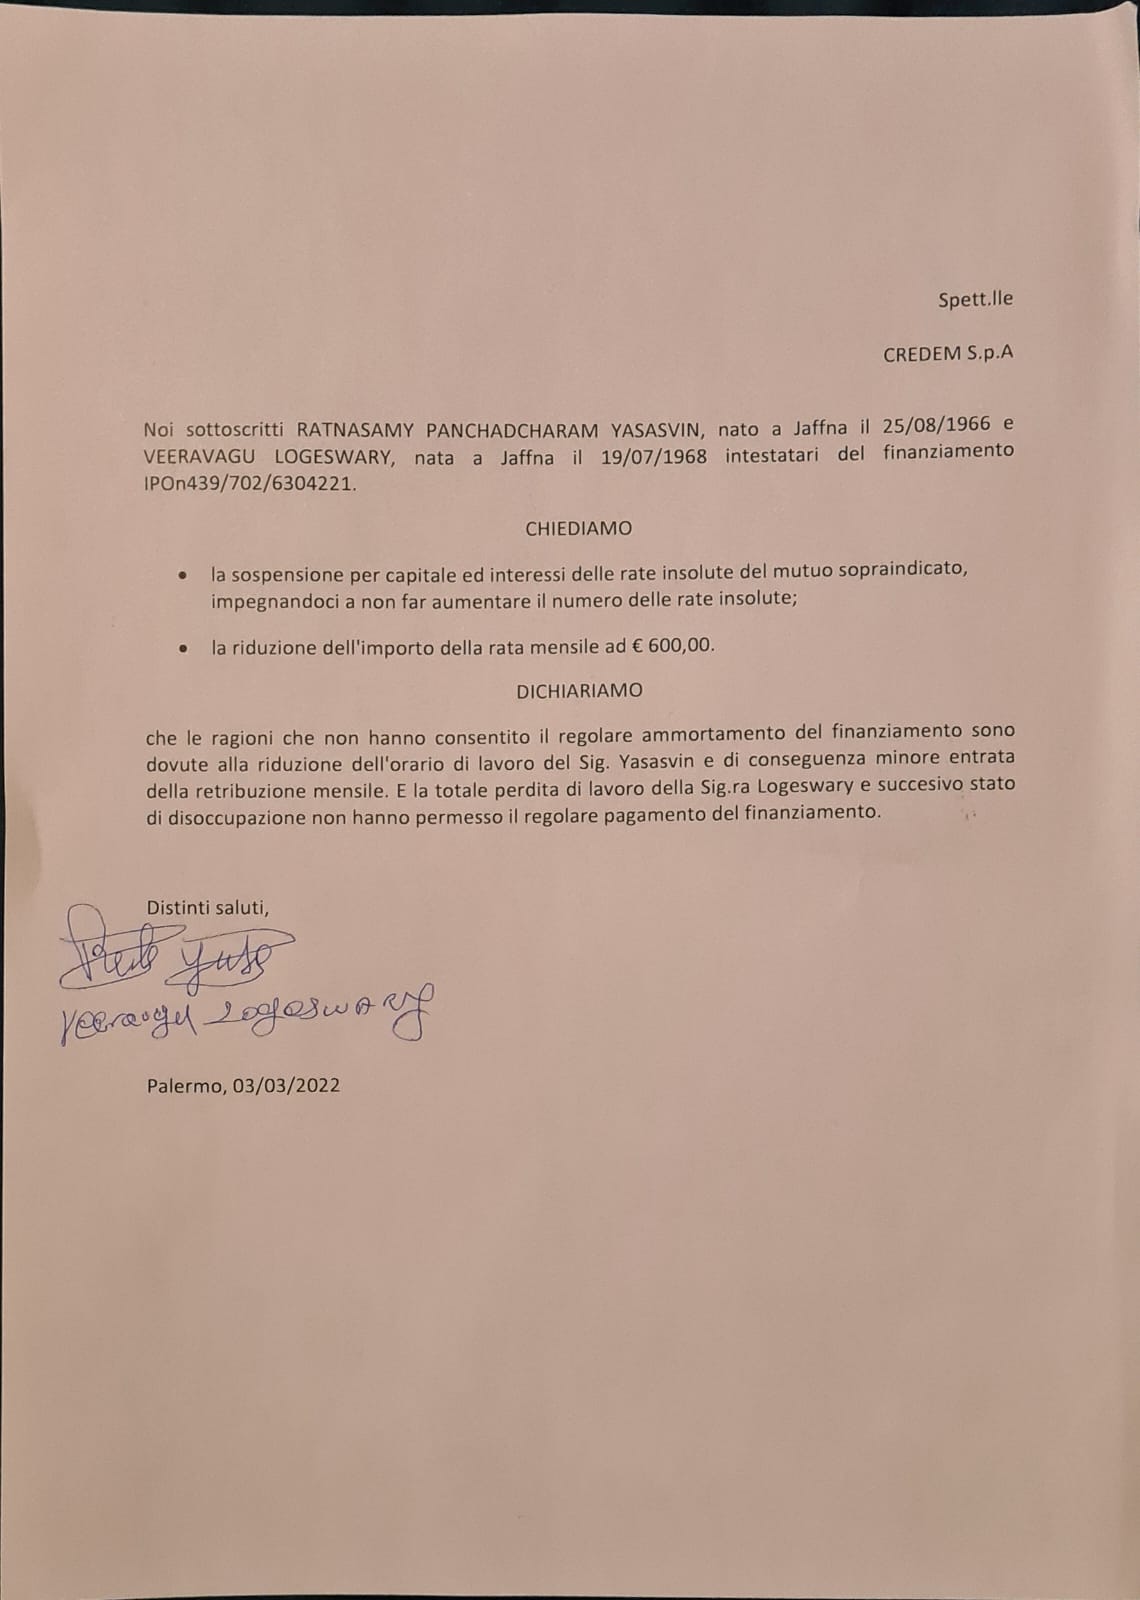 Spett.lle
CREDEM S.p.A
Noi sottoscritti RATNASAMY PANCHADCHARAM YASASVIN, nato a Jaffna il 25/08/1966 e
VEERAVAGU LOGESWARY, nata a Jaffna il 19/07/1968 intestatari del finanziamento
IPOn439/702/6304221.
CHIEDIAMO
• la sospensione per capitale ed interessi delle rate insolute del mutuo sopraindicato,
impegnandoci a non far aumentare il numero delle rate insolute;
• la riduzione dell'importo della rata mensile ad € 600,00.
DICHIARIAMO
che le ragioni che non hanno consentito il regolare ammortamento del finanziamento sono
dovute alla riduzione dell'orario di lavoro del Sig. Yasasvin e di conseguenza minore entrata
della retribuzione mensile. E la totale perdita di lavoro della Sig.ra Logeswary e succesivo stato
di disoccupazione non hanno permesso il regolare pagamento del finanziamento.
Distinti saluti,
Logeswary
Palermo, 03/03/2022